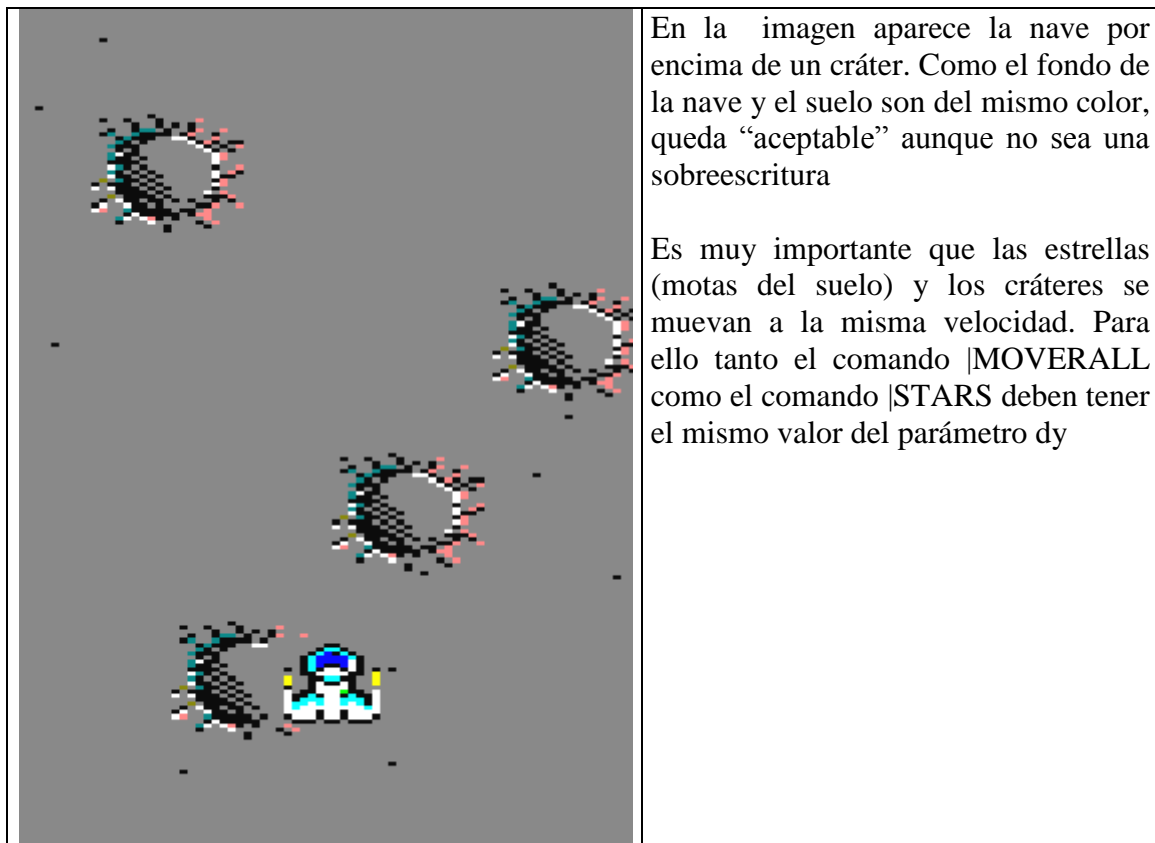 En la imagen aparece la nave por
encima de un cráter. Como el fondo de
la nave y el suelo son del mismo color,
queda “aceptable” aunque no sea una
sobreescritura
Es muy importante que las estrellas
(motas del suelo) y los cráteres se
muevan a la misma velocidad. Para
ello tanto el comando |MOVERALL
como el comando |STARS deben tener
el mismo valor del parámetro dy